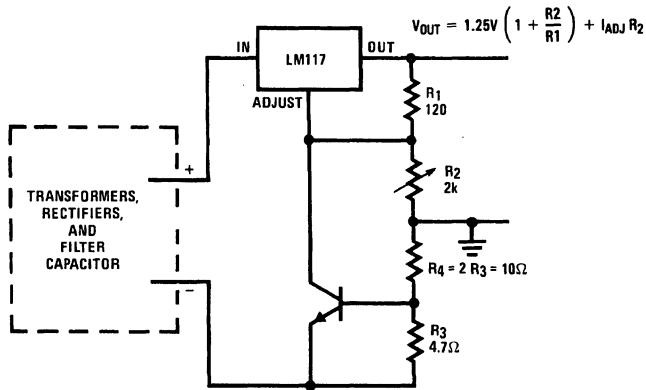 V_OUT = 1.25V (1 + R2/R1) + I_ADJ R2
IN
LM117
OUT
ADJUST
R1
120
R2
2k
+
TRANSFORMERS,
RECTIFIERS,
AND
FILTER
CAPACITOR
−
R4 = 2 R3 = 10Ω
R3
4.7Ω